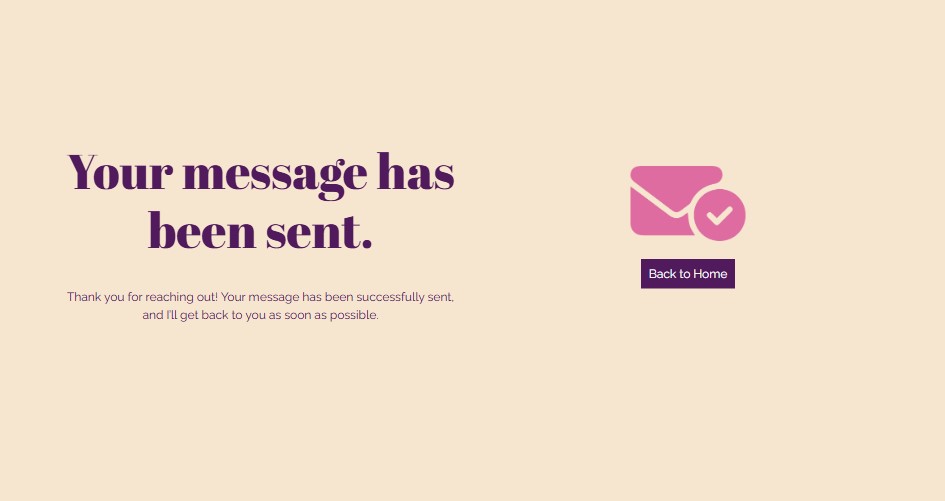 Your message has
been sent.
Thank you for reaching out! Your message has been successfully sent,
and I'll get back to you as soon as possible.
Back to Home